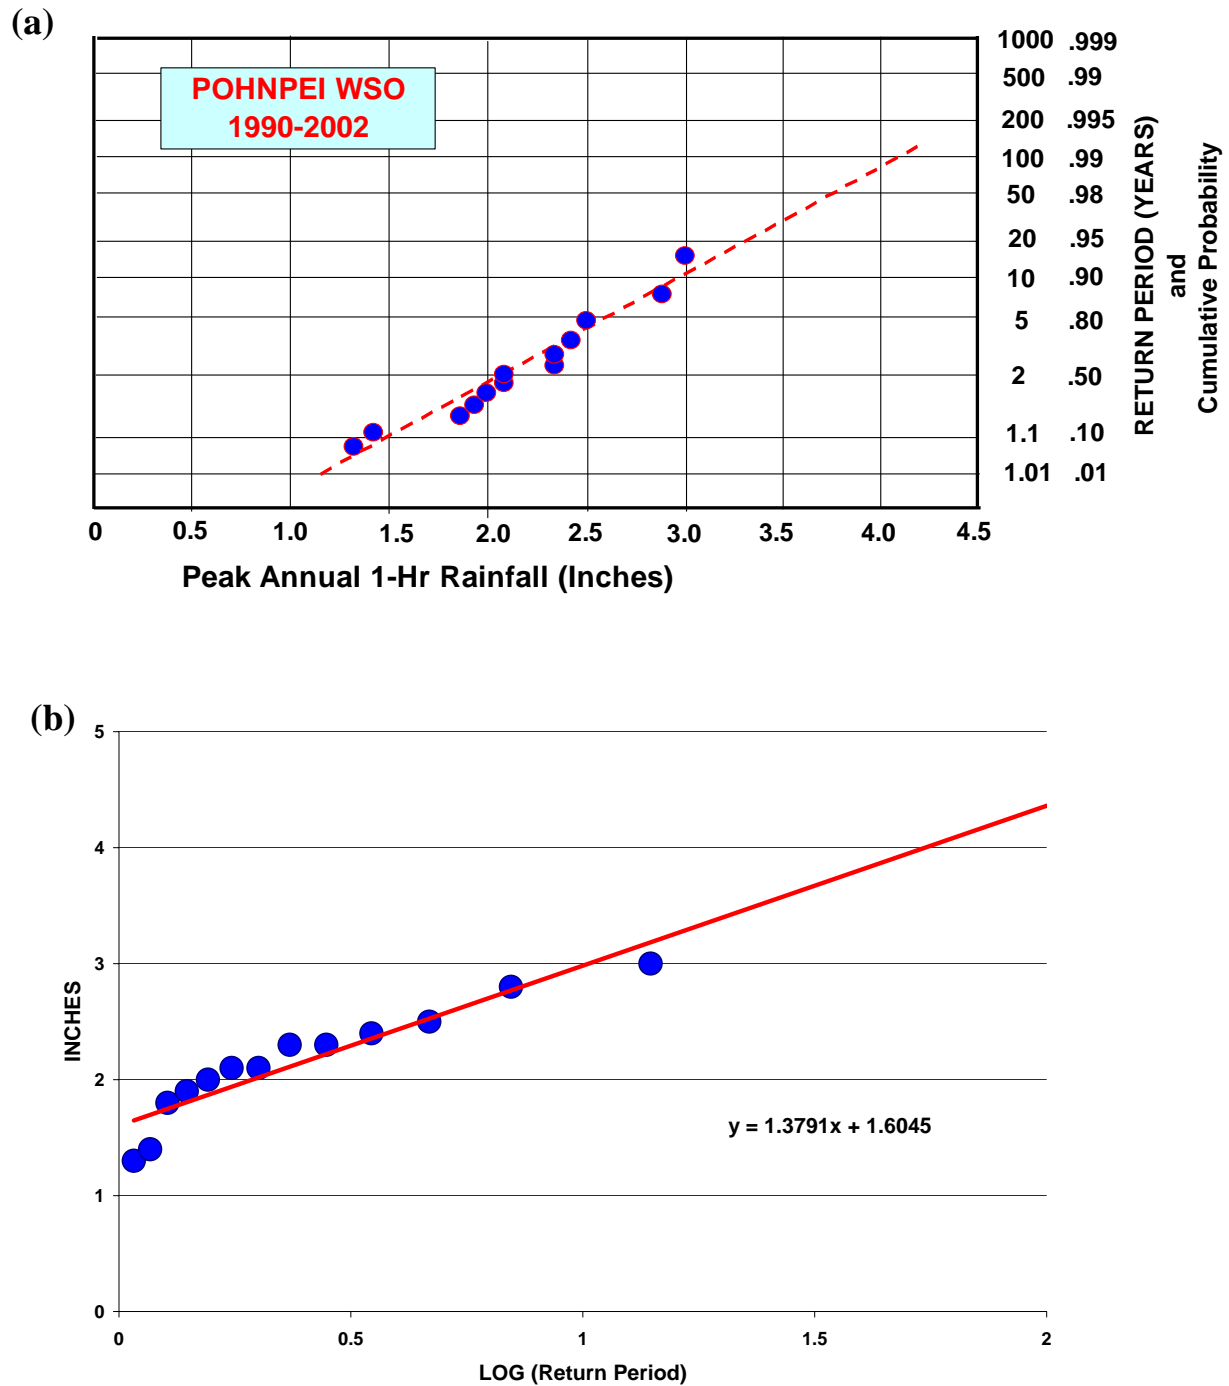 (a)
POHNPEI WSO
1990-2002
1000 .999
500 .99
200 .995
100 .99
50 .98
20 .95
10 .90
5 .80
2 .50
1.1 .10
1.01 .01
RETURN PERIOD (YEARS)
and
Cumulative Probability
0 0.5 1.0 1.5 2.0 2.5 3.0 3.5 4.0 4.5
Peak Annual 1-Hr Rainfall (Inches)
(b)
5
4
3
2
1
0
INCHES
y = 1.3791x + 1.6045
0 0.5 1 1.5 2
LOG (Return Period)